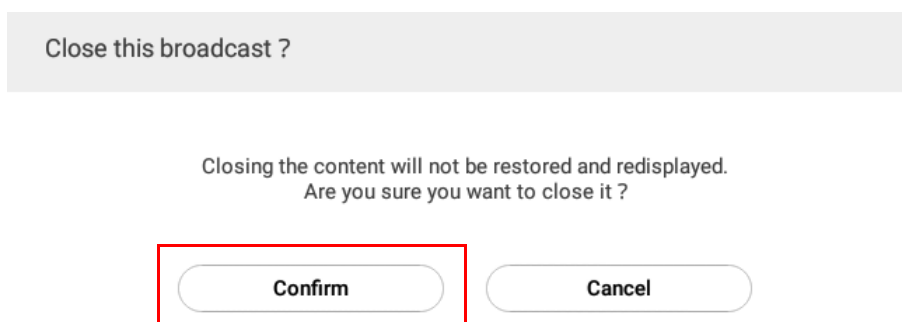 Close this broadcast ?
Closing the content will not be restored and redisplayed.
Are you sure you want to close it ?
Confirm
Cancel